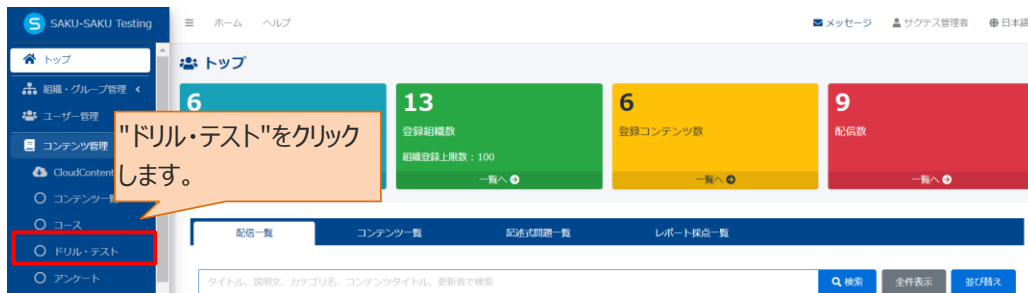 SAKU-SAKU Testing
ホーム ヘルプ
メッセージ サクテス管理者 日本語
トップ
組織・グループ管理
ユーザー管理
コンテンツ管理
CloudContent
コンテンツ一覧
コース
ドリル・テスト
アンケート
トップ
"ドリル・テスト"をクリック
します。
6
13
登録組織数
組織登録上限数：100
一覧へ
6
登録コンテンツ数
一覧へ
9
配信数
一覧へ
配信一覧 コンテンツ一覧 記述式問題一覧 レポート採点一覧
タイトル、説明文、カテゴリ名、コンテンツタイトル、更新者で検索
検索 全件表示 並び替え